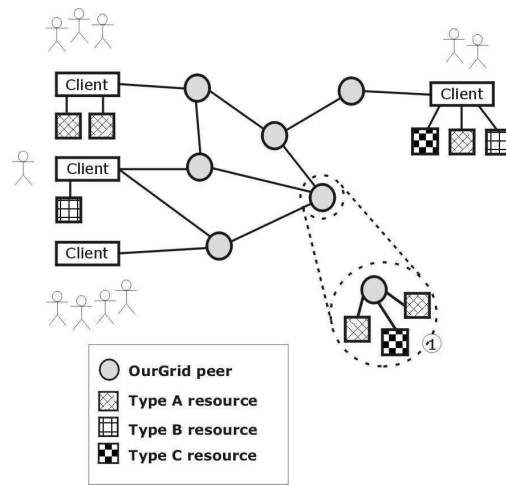 Client
Client
Client
Client
1
OurGrid peer
Type A resource
Type B resource
Type C resource